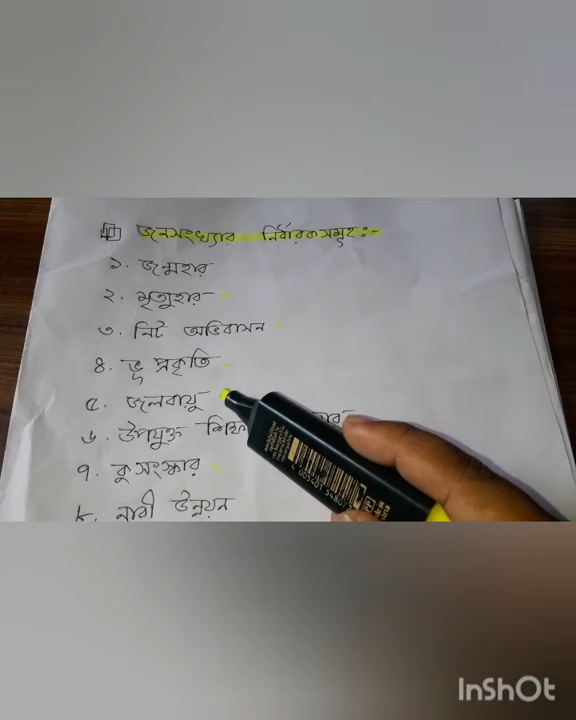 জনসংখ্যার নির্ধারকসমূহ :-
১. জন্মহার
২. মৃত্যুহার
৩. নিট অভিবাসন
৪. ভূ প্রকৃতি
৫. জলবায়ু
৬. উপযুক্ত
৭. কুসংস্কার
৮. নারী উন্নয়ন
InShOt